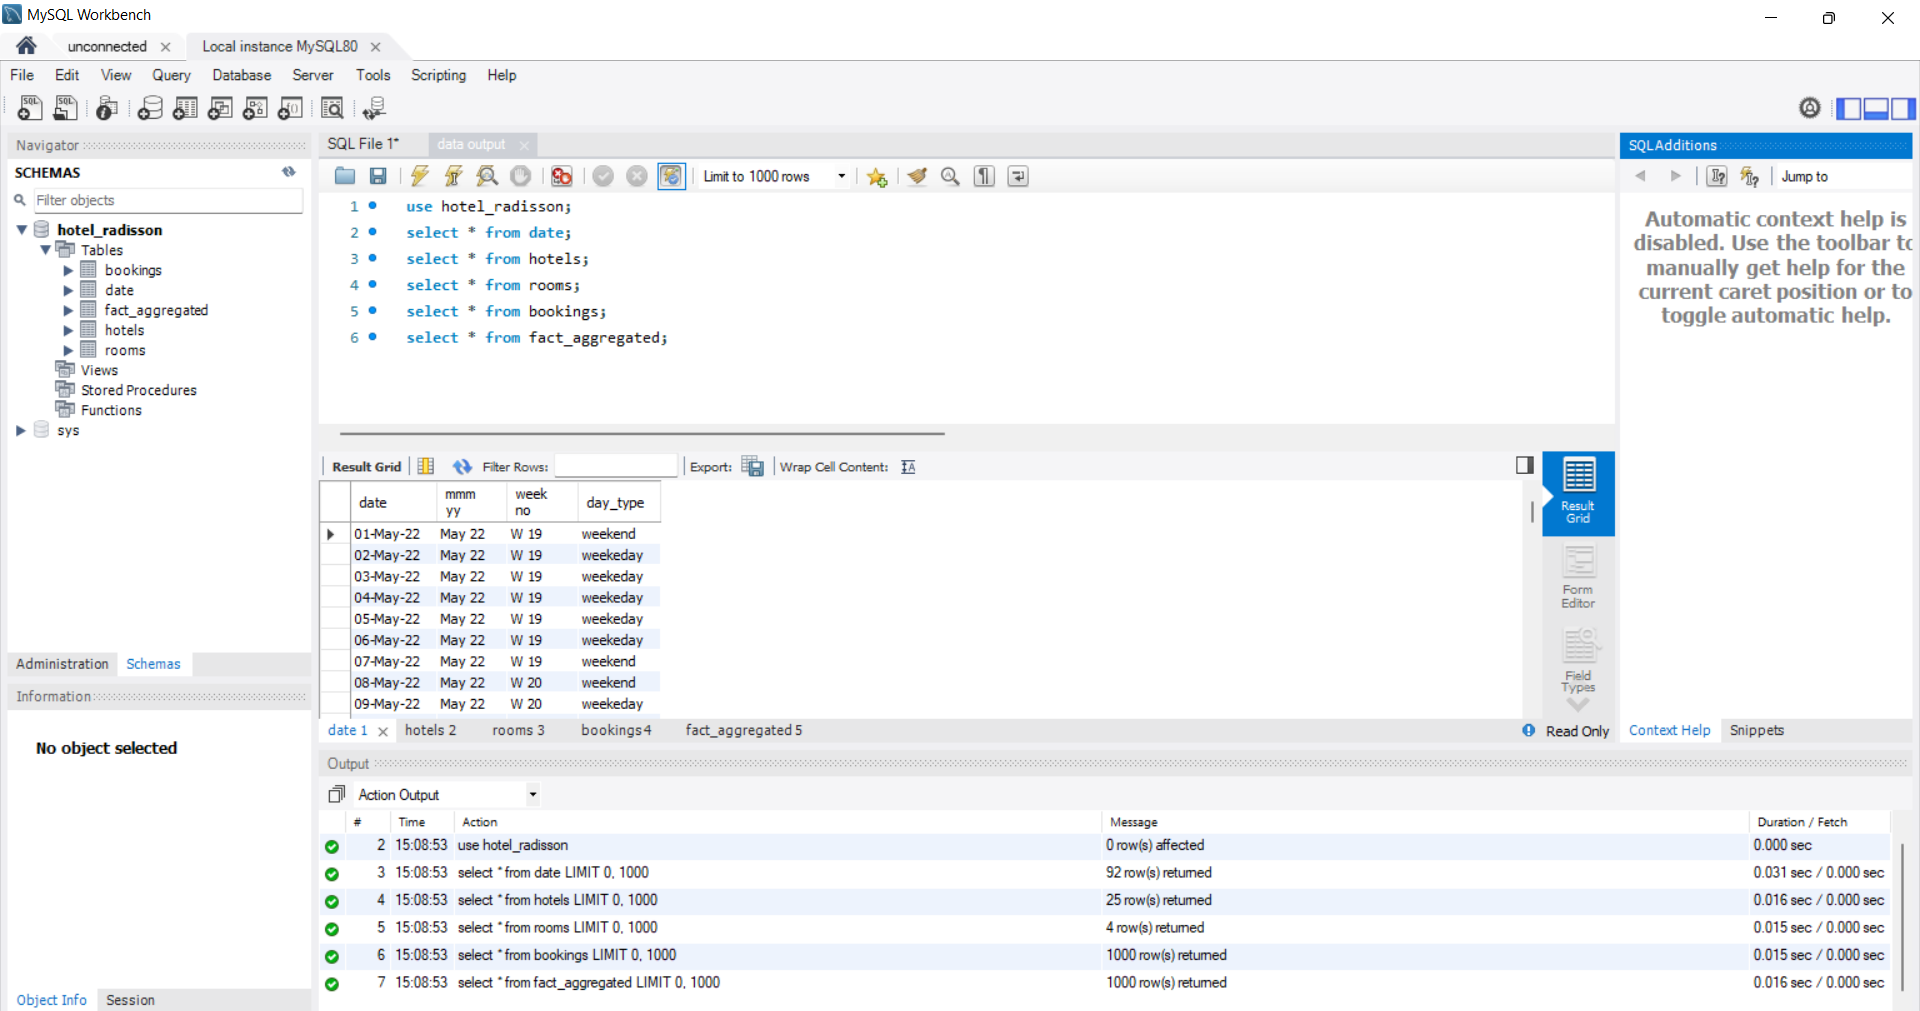 MySQL Workbench
unconnected
Local instance MySQL80
File Edit View Query Database Server Tools Scripting Help
Navigator
SCHEMAS
Filter objects
hotel_radisson
Tables
bookings
date
fact_aggregated
hotels
rooms
Views
Stored Procedures
Functions
sys
Administration Schemas
Information
No object selected
Object Info Session
SQL File 1*
data output
Limit to 1000 rows
1 use hotel_radisson;
2 select * from date;
3 select * from hotels;
4 select * from rooms;
5 select * from bookings;
6 select * from fact_aggregated;
Result Grid Filter Rows: Export: Wrap Cell Content:
date mmm yy week no day_type
01-May-22 May 22 W 19 weekend
02-May-22 May 22 W 19 weekeday
03-May-22 May 22 W 19 weekeday
04-May-22 May 22 W 19 weekeday
05-May-22 May 22 W 19 weekeday
06-May-22 May 22 W 19 weekeday
07-May-22 May 22 W 19 weekend
08-May-22 May 22 W 20 weekend
09-May-22 May 22 W 20 weekeday
Result
Grid
Form
Editor
Field
Types
date 1 hotels 2 rooms 3 bookings 4 fact_aggregated 5
Read Only
SQLAdditions
Jump to
Automatic context help is
disabled. Use the toolbar to
manually get help for the
current caret position or to
toggle automatic help.
Context Help Snippets
Output
Action Output
# Time Action Message Duration / Fetch
2 15:08:53 use hotel_radisson 0 row(s) affected 0.000 sec
3 15:08:53 select * from date LIMIT 0, 1000 92 row(s) returned 0.031 sec / 0.000 sec
4 15:08:53 select * from hotels LIMIT 0, 1000 25 row(s) returned 0.016 sec / 0.000 sec
5 15:08:53 select * from rooms LIMIT 0, 1000 4 row(s) returned 0.015 sec / 0.000 sec
6 15:08:53 select * from bookings LIMIT 0, 1000 1000 row(s) returned 0.015 sec / 0.000 sec
7 15:08:53 select * from fact_aggregated LIMIT 0, 1000 1000 row(s) returned 0.016 sec / 0.000 sec